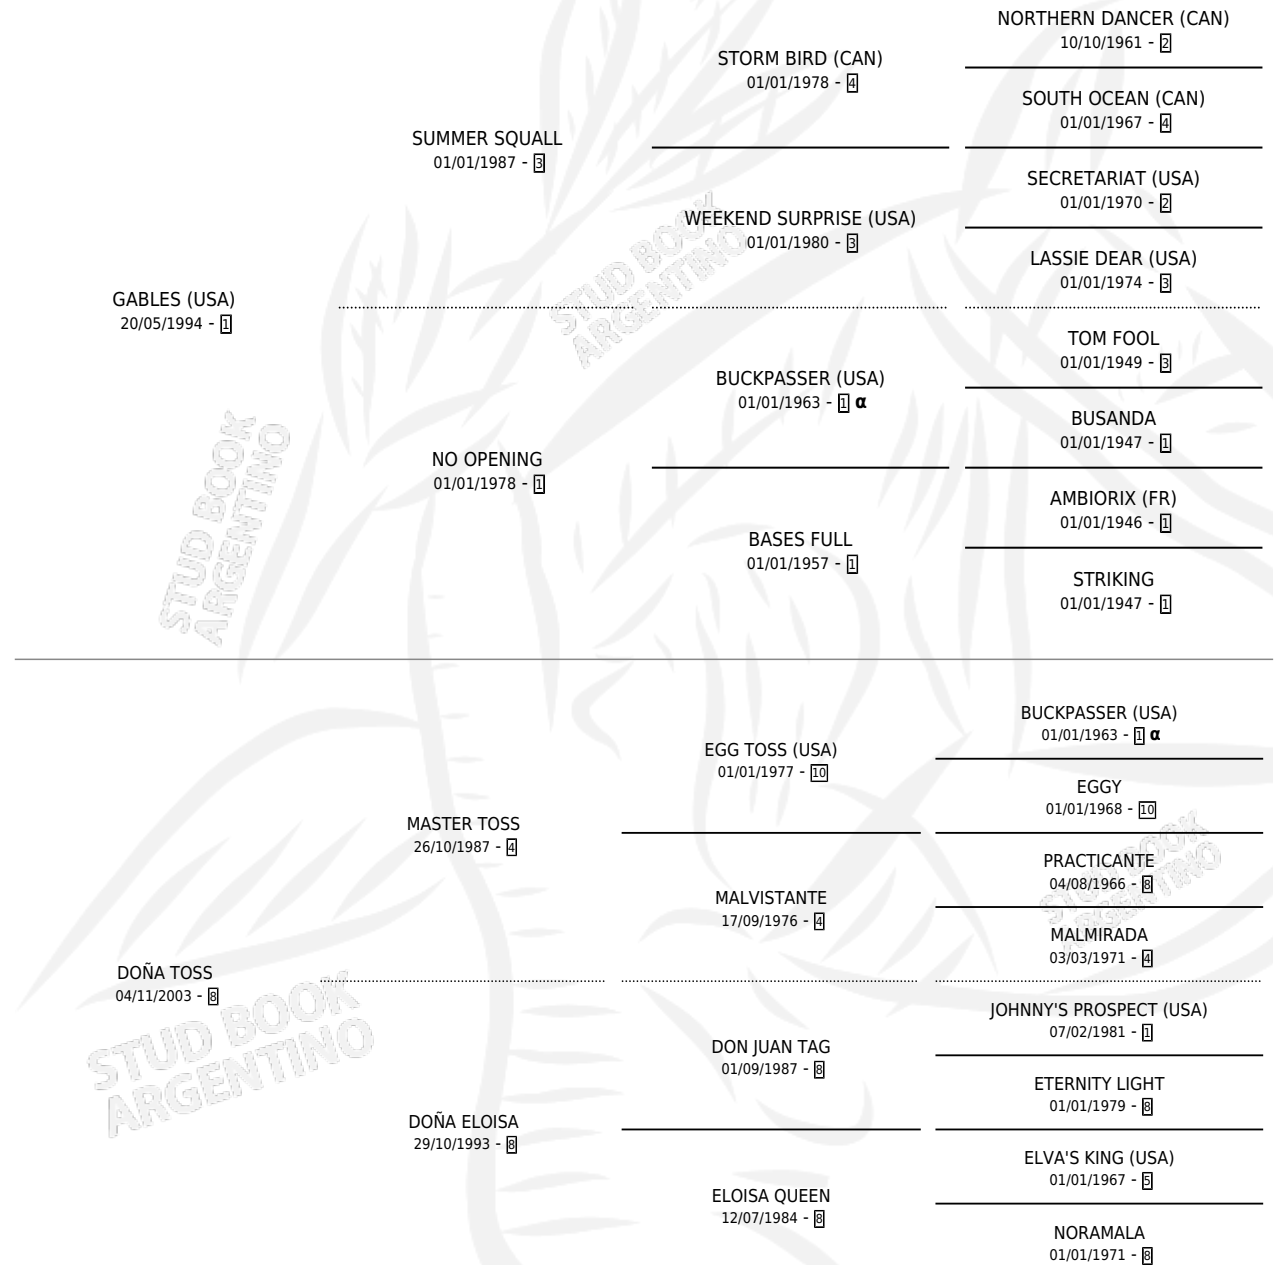 GABLES (USA)
20/05/1994 - 1
SUMMER SQUALL
01/01/1987 - 3
STORM BIRD (CAN)
01/01/1978 - 4
NORTHERN DANCER (CAN)
10/10/1961 - 2
SOUTH OCEAN (CAN)
01/01/1967 - 4
WEEKEND SURPRISE (USA)
01/01/1980 - 3
SECRETARIAT (USA)
01/01/1970 - 2
LASSIE DEAR (USA)
01/01/1974 - 3
NO OPENING
01/01/1978 - 1
BUCKPASSER (USA)
01/01/1963 - 1 α
TOM FOOL
01/01/1949 - 3
BUSANDA
01/01/1947 - 1
BASES FULL
01/01/1957 - 1
AMBIORIX (FR)
01/01/1946 - 1
STRIKING
01/01/1947 - 1
DOÑA TOSS
04/11/2003 - 8
MASTER TOSS
26/10/1987 - 4
EGG TOSS (USA)
01/01/1977 - 10
BUCKPASSER (USA)
01/01/1963 - 1 α
EGGY
01/01/1968 - 10
MALVISTANTE
17/09/1976 - 4
PRACTICANTE
04/08/1966 - 8
MALMIRADA
03/03/1971 - 4
DOÑA ELOISA
29/10/1993 - 8
DON JUAN TAG
01/09/1987 - 8
JOHNNY'S PROSPECT (USA)
07/02/1981 - 1
ETERNITY LIGHT
01/01/1979 - 8
ELOISA QUEEN
12/07/1984 - 8
ELVA'S KING (USA)
01/01/1967 - 5
NORAMALA
01/01/1971 - 8
STUD BOOK
ARGENTINO
STUD BOOK
ARGENTINO
STUD BOOK
ARGENTINO
STUD BOOK
ARGENTINO